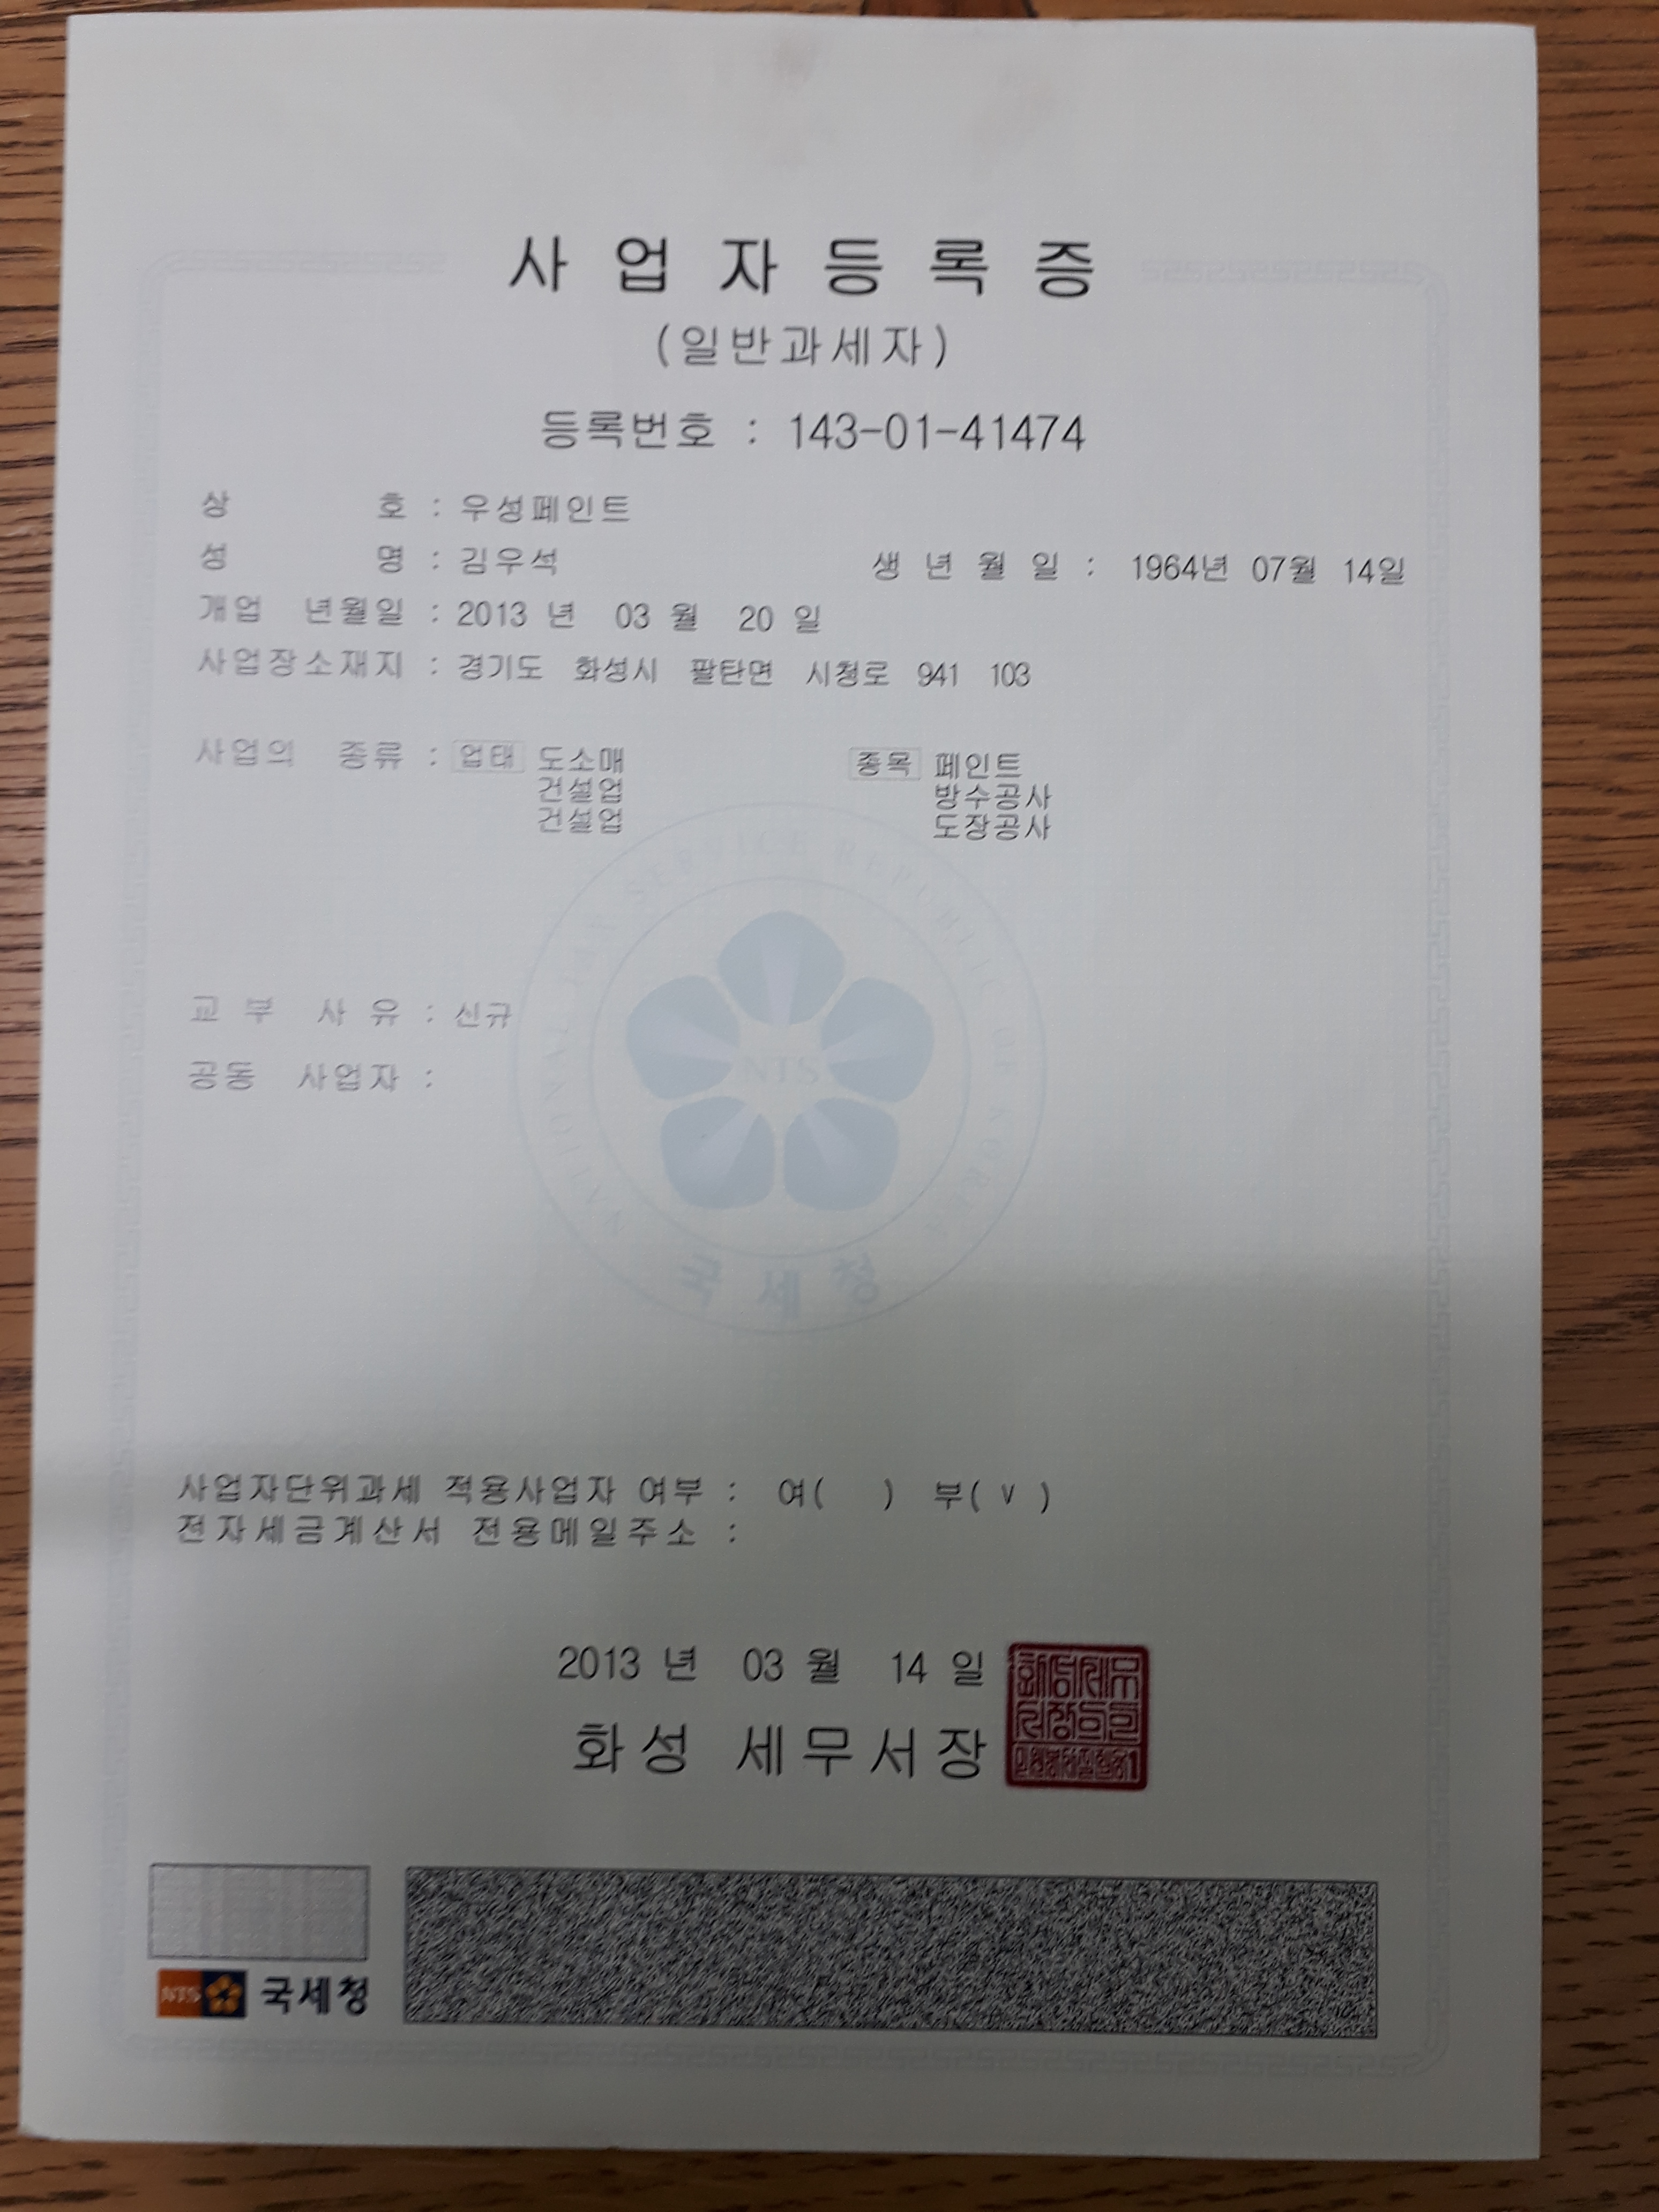 사업자등록증
(일반과세자)
등록번호 : 143-01-41474
상 호 : 우성페인트
성 명 : 김우석 생 년 월 일 : 1964년 07월 14일
개업 년월일 : 2013 년 03 월 20 일
사업장소재지 : 경기도 화성시 팔탄면 시청로 941 103
사업의 종류 : 업태 도소매 종목 페인트
건설업 방수공사
건설업 도장공사
교 부 사 유 : 신규
공동 사업자 :
NATIONAL TAX SERVICE REPUBLIC OF KOREA
NTS
국세청
사업자단위과세 적용사업자 여부 : 여( ) 부( v )
전자세금계산서 전용메일주소 :
2013 년 03 월 14 일
화성 세무서장
NTS 국세청